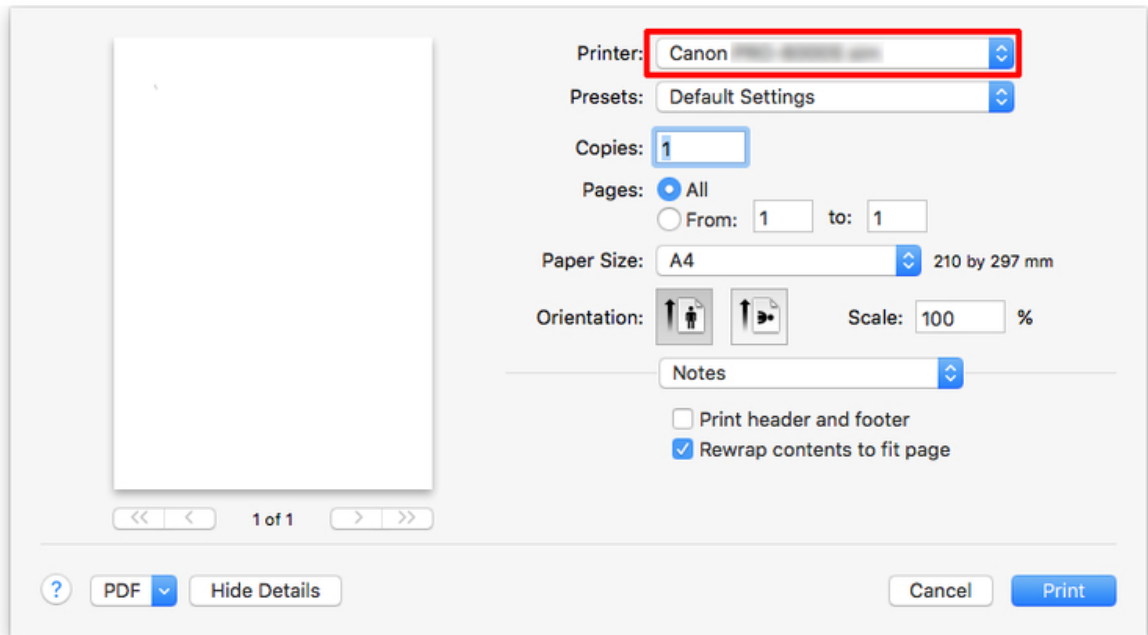 Printer: Canon
Presets: Default Settings
Copies: 1
Pages: All
From: 1 to: 1
Paper Size: A4 210 by 297 mm
Orientation: Scale: 100 %
Notes
Print header and footer
Rewrap contents to fit page
<< < 1 of 1 > >>
? PDF Hide Details Cancel Print